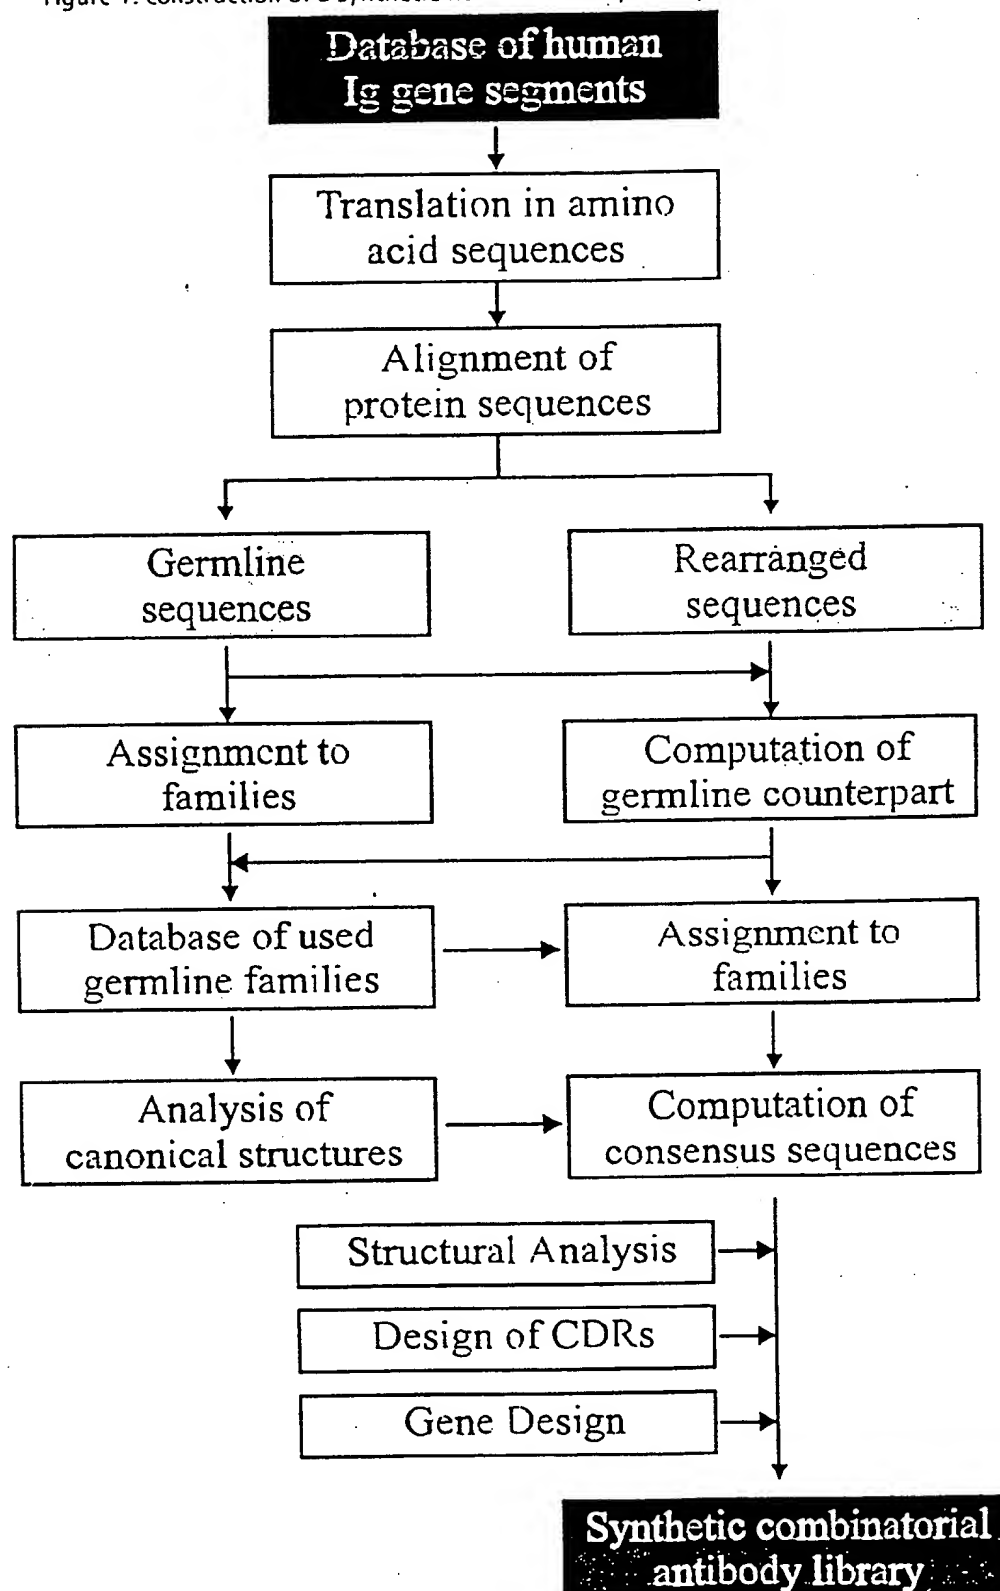 Database of human
Ig gene segments
Translation in amino
acid sequences
Alignment of
protein sequences
Germline
sequences
Rearranged
sequences
Assignment to
families
Computation of
germline counterpart
Database of used
germline families
Assignment to
families
Analysis of
canonical structures
Computation of
consensus sequences
Structural Analysis
Design of CDRs
Gene Design
Synthetic combinatorial
antibody library